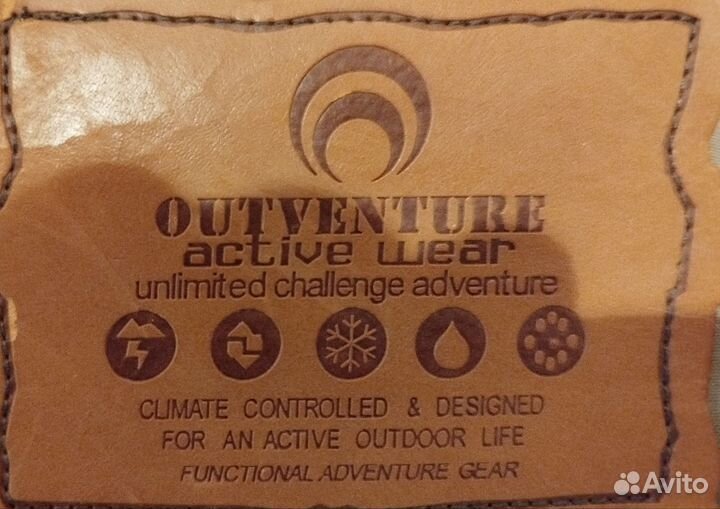 OUTVENTURE
active wear
unlimited challenge adventure
CLIMATE CONTROLLED & DESIGNED
FOR AN ACTIVE OUTDOOR LIFE
FUNCTIONAL ADVENTURE GEAR
Avito